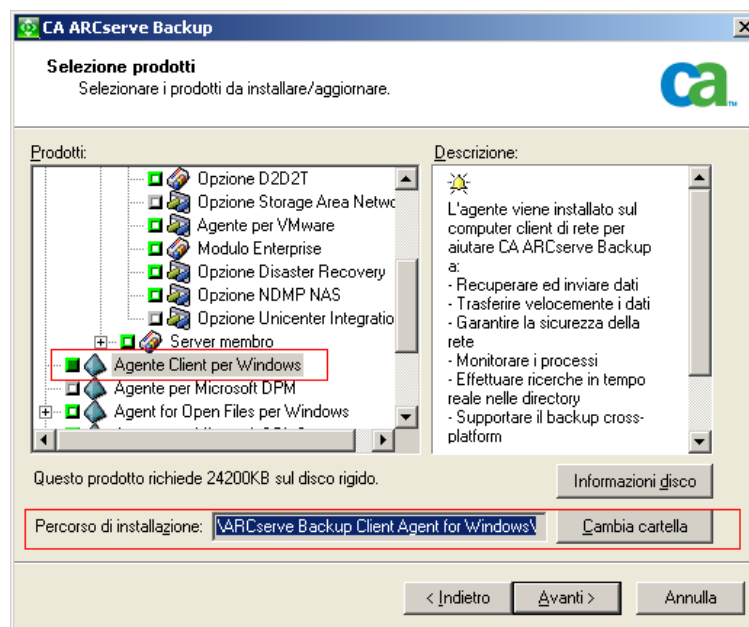 CA ARCserve Backup
Selezione prodotti
Selezionare i prodotti da installare/aggiornare.
ca
Prodotti:
Opzione D2D2T
Opzione Storage Area Netwo
Agente per VMware
Modulo Enterprise
Opzione Disaster Recovery
Opzione NDMP NAS
Opzione Unicenter Integratio
Server membro
Agente Client per Windows
Agente per Microsoft DPM
Agent for Open Files per Windows
Descrizione:
L'agente viene installato sul
computer client di rete per
aiutare CA ARCserve Backup
a:
- Recuperare ed inviare dati
- Trasferire velocemente i dati
- Garantire la sicurezza della
rete
- Monitorare i processi
- Effettuare ricerche in tempo
reale nelle directory
- Supportare il backup cross-
platform
Questo prodotto richiede 24200KB sul disco rigido.
Informazioni disco
Percorso di installazione: \ARCserve Backup Client Agent for Windows\
Cambia cartella
< Indietro
Avanti >
Annulla